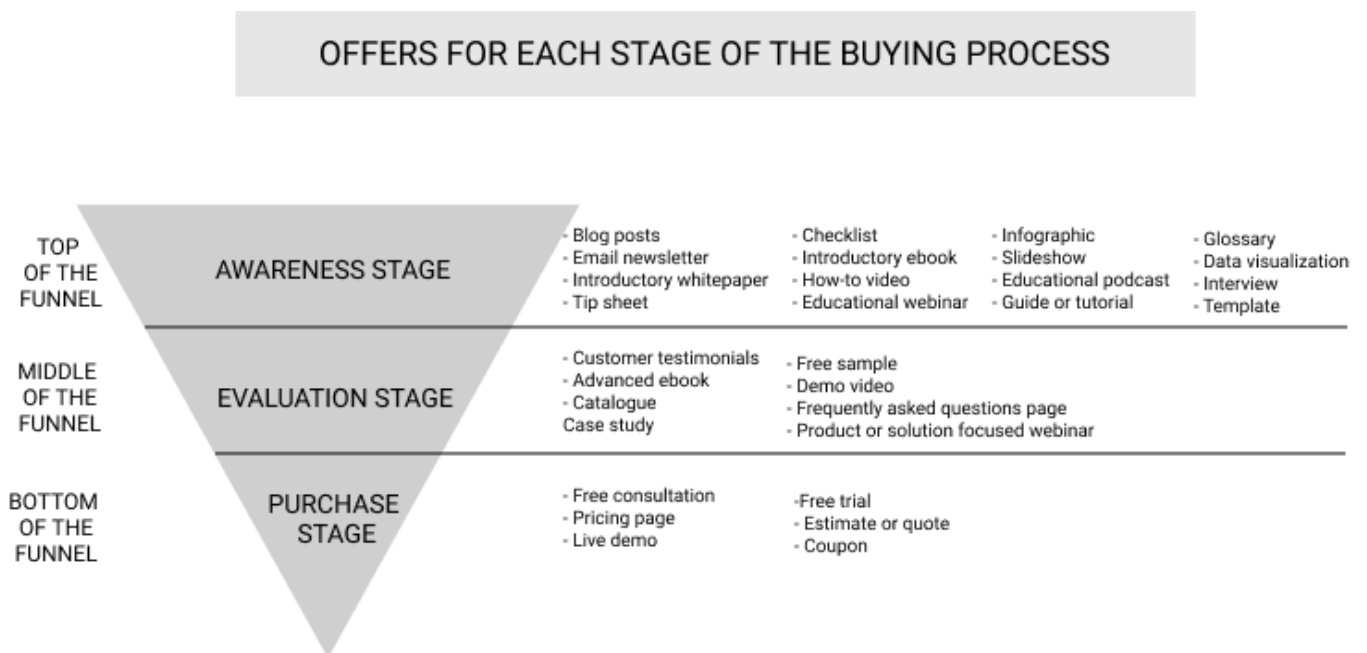 OFFERS FOR EACH STAGE OF THE BUYING PROCESS
TOP
OF THE
FUNNEL
AWARENESS STAGE
- Blog posts
- Email newsletter
- Introductory whitepaper
- Tip sheet
- Checklist
- Introductory ebook
- How-to video
- Educational webinar
- Infographic
- Slideshow
- Educational podcast
- Guide or tutorial
- Glossary
- Data visualization
- Interview
- Template
MIDDLE
OF THE
FUNNEL
EVALUATION STAGE
- Customer testimonials
- Advanced ebook
- Catalogue
Case study
- Free sample
- Demo video
- Frequently asked questions page
- Product or solution focused webinar
BOTTOM
OF THE
FUNNEL
PURCHASE
STAGE
- Free consultation
- Pricing page
- Live demo
-Free trial
- Estimate or quote
- Coupon